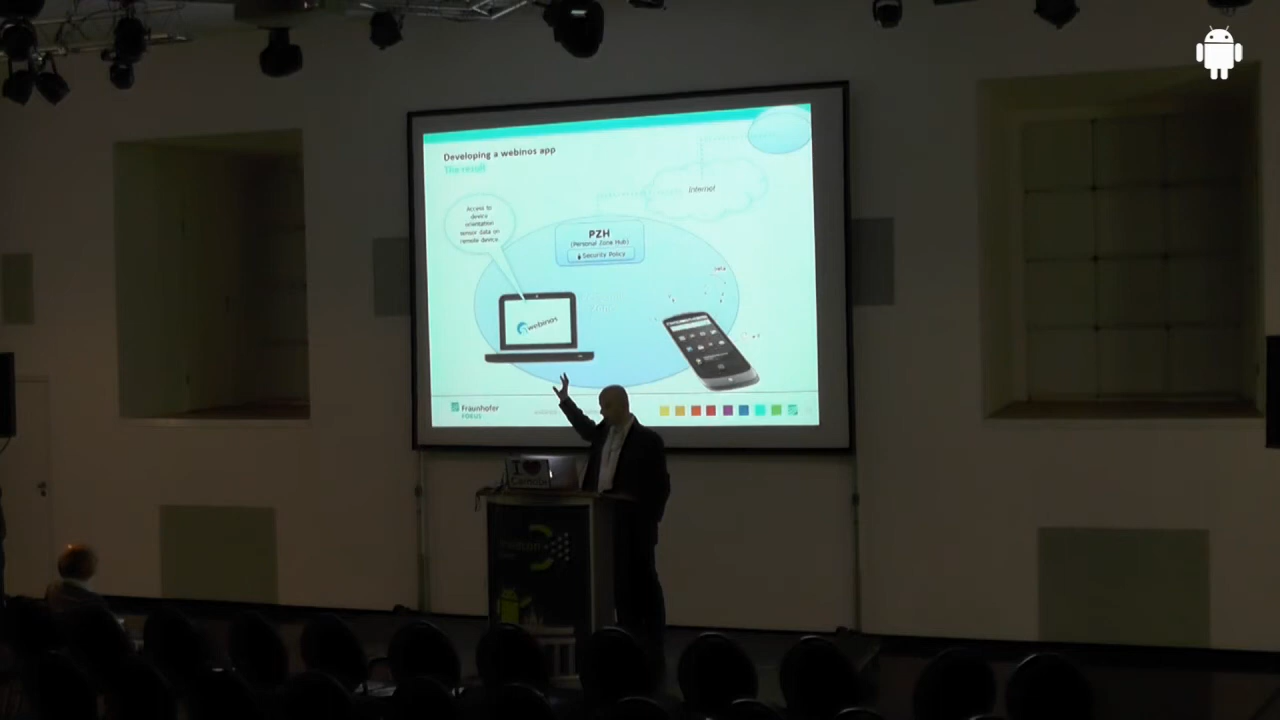 Developing a webinos app
The result
Internet
Access to
device
orientation
sensor data on
remote device.
PZH
(Personal Zone Hub)
Security Policy
webinos
Fraunhofer
FOKUS
I